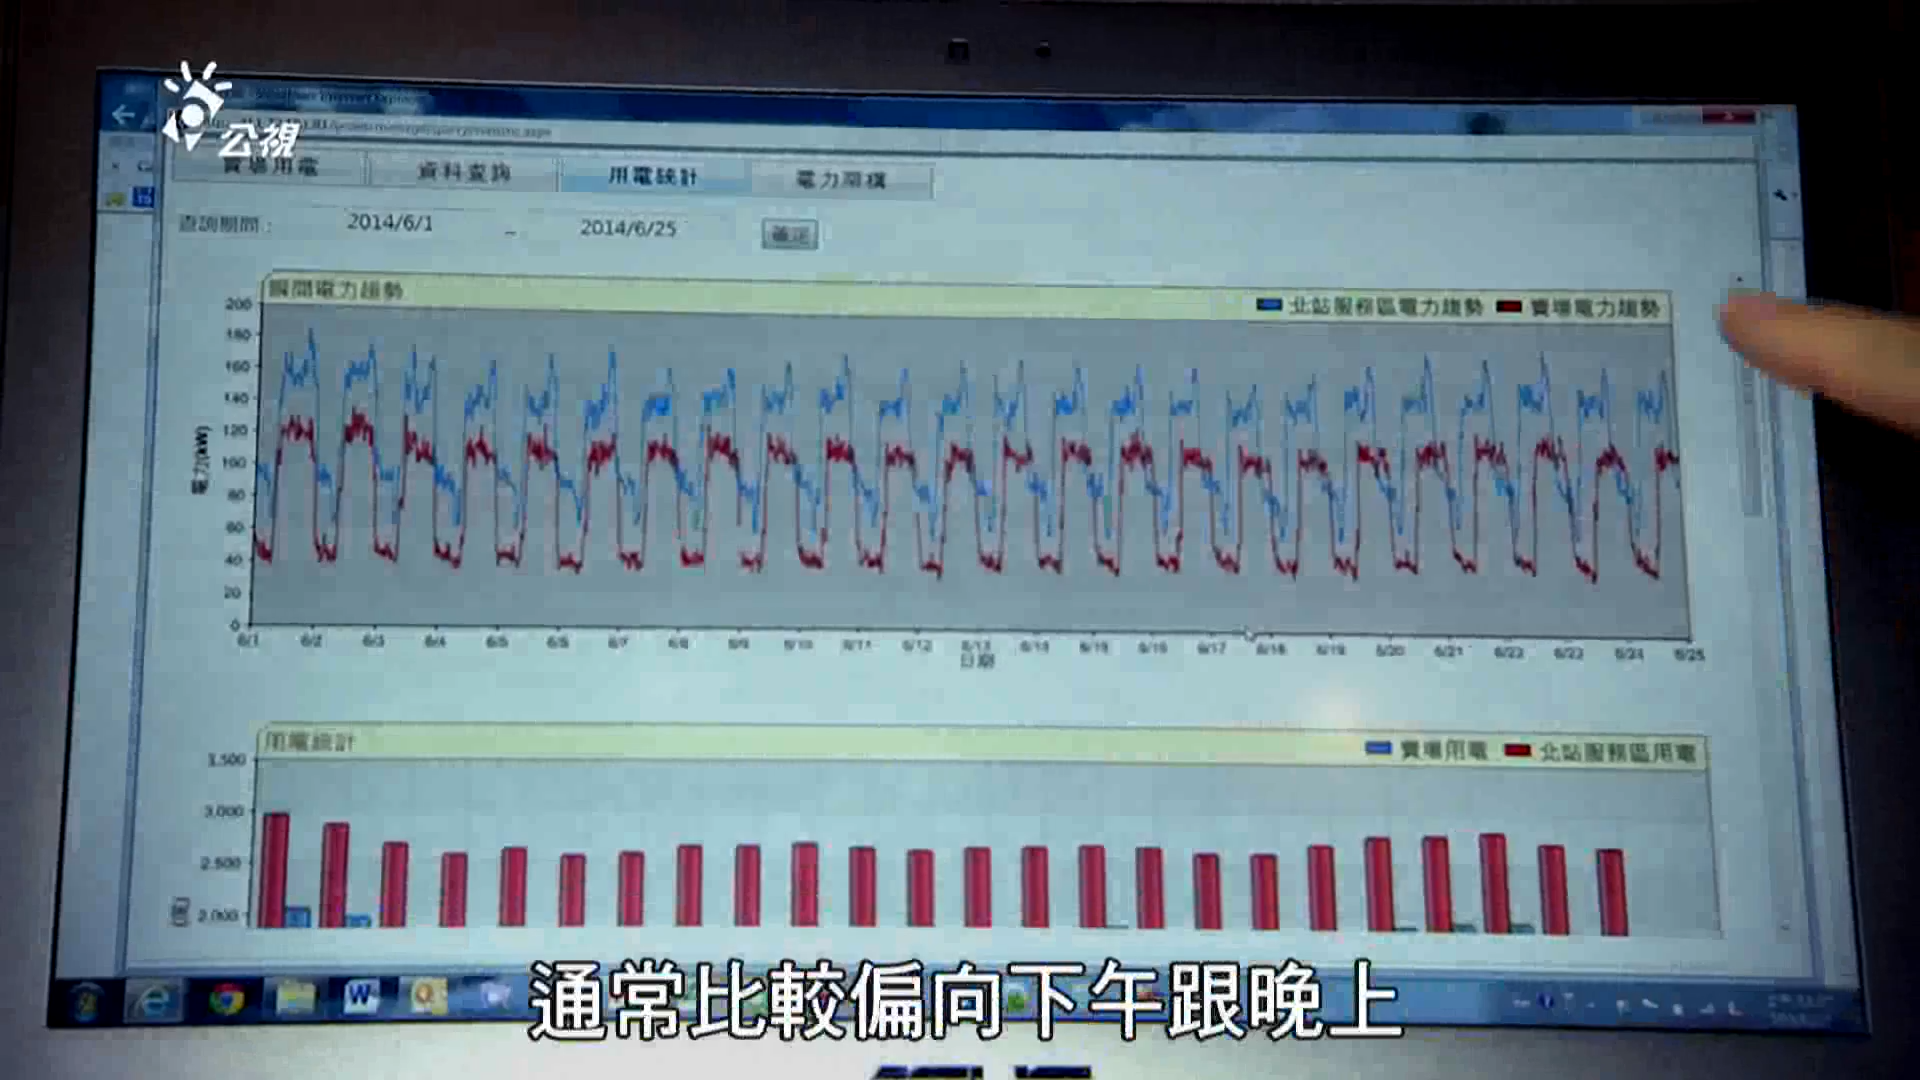 公視
賣場用電 資料查詢 用電統計 電力架構
查詢期間: 2014/6/1 - 2014/6/25 確定
瞬間電力趨勢 北站服務區電力趨勢 賣場電力趨勢
200
180
160
140
120
100
80
60
40
20
0
電力(kW)
6/1 6/2 6/3 6/4 6/5 6/6 6/7 6/8 6/9 6/10 6/11 6/12 6/13 6/14 6/15 6/16 6/17 6/18 6/19 6/20 6/21 6/22 6/23 6/24 6/25
日期
用電統計 賣場用電 北站服務區用電
3,500
3,000
2,500
2,000
通常比較偏向下午跟晚上